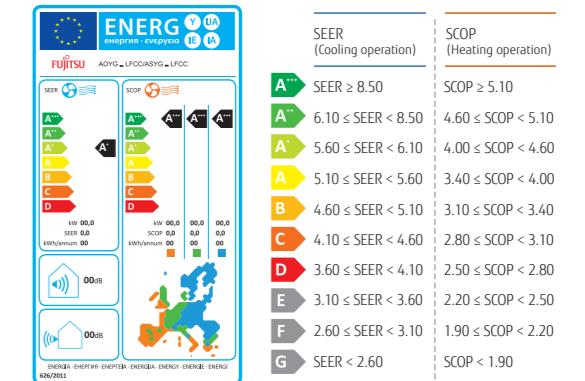 ENERG Y UA
енергия · ενεργεια IE IA
FUJITSU AOYG_LFCC/ASYG_LFCC
SEER SCOP
A+++ A+++ A+++ A+++ A+++
A++ A++
A+ A+ A+
A A
B B
C C
D D
kW 00,0 kW 00,0 00,0 00,0
SEER 0,0 SCOP 0,0 0,0 0,0
kWh/annum 00 kWh/annum 00 00 00
00dB
00dB
ENERGIA · ЕНЕРГИЯ · ΕΝΕΡΓΕΙΑ · ENERGIJA · ENERGY · ENERGIE · ENERGI
626/2011
SEER SCOP
(Cooling operation) (Heating operation)
A+++ SEER ≥ 8.50 SCOP ≥ 5.10
A++ 6.10 ≤ SEER < 8.50 4.60 ≤ SCOP < 5.10
A+ 5.60 ≤ SEER < 6.10 4.00 ≤ SCOP < 4.60
A 5.10 ≤ SEER < 5.60 3.40 ≤ SCOP < 4.00
B 4.60 ≤ SEER < 5.10 3.10 ≤ SCOP < 3.40
C 4.10 ≤ SEER < 4.60 2.80 ≤ SCOP < 3.10
D 3.60 ≤ SEER < 4.10 2.50 ≤ SCOP < 2.80
E 3.10 ≤ SEER < 3.60 2.20 ≤ SCOP < 2.50
F 2.60 ≤ SEER < 3.10 1.90 ≤ SCOP < 2.20
G SEER < 2.60 SCOP < 1.90